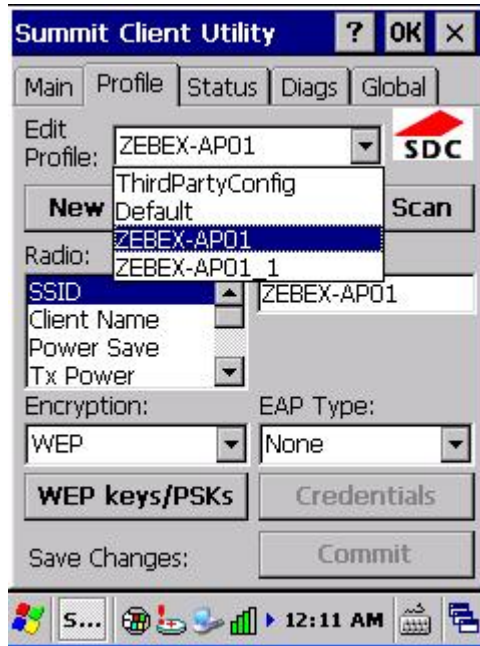 Summit Client Utility ? OK ×
Main Profile Status Diags Global
Edit
Profile:
ZEBEX-AP01
SDC
ThirdPartyConfig
Default
ZEBEX-AP01
ZEBEX-AP01_1
New
Scan
Radio:
SSID
Client Name
Power Save
Tx Power
ZEBEX-AP01
Encryption:
EAP Type:
WEP
None
WEP keys/PSKs
Credentials
Save Changes:
Commit
S... 12:11 AM